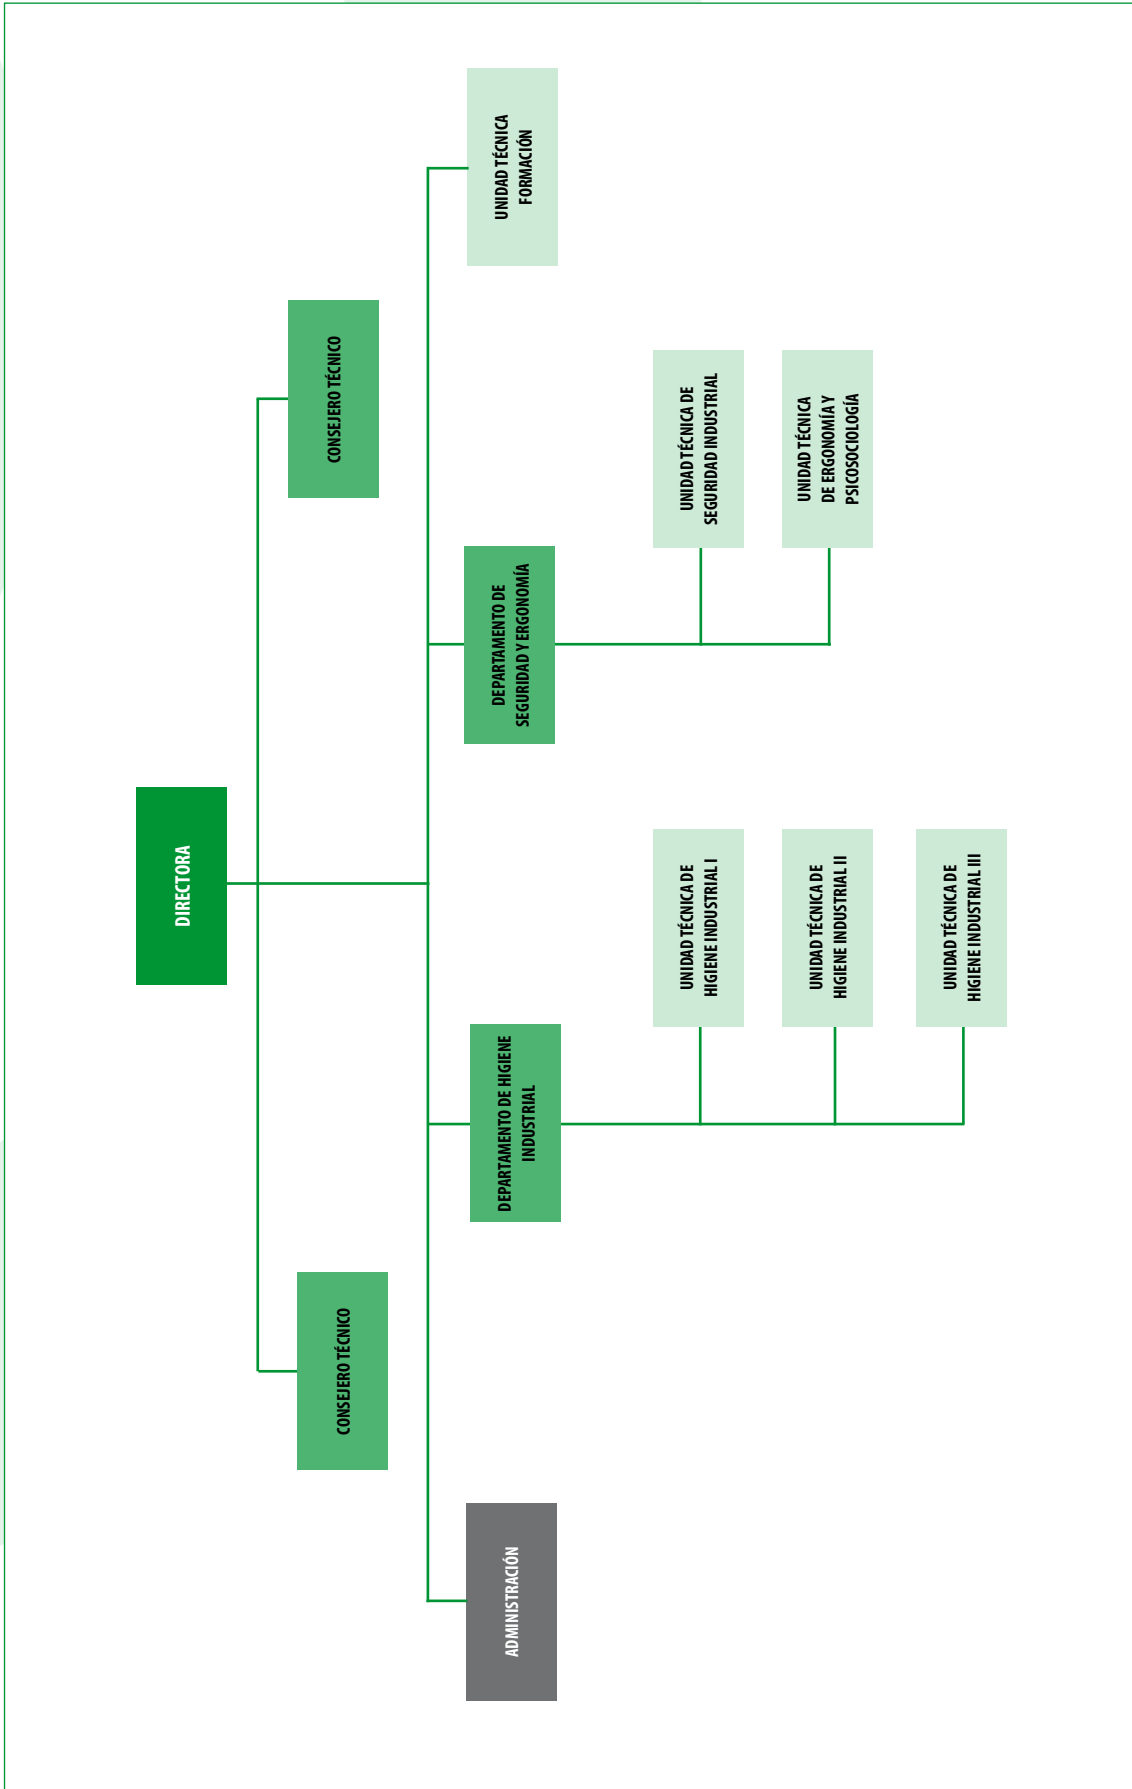 DIRECTORA
CONSEJERO TÉCNICO
CONSEJERO TÉCNICO
ADMINISTRACIÓN
DEPARTAMENTO DE HIGIENE
INDUSTRIAL
DEPARTAMENTO DE
SEGURIDAD Y ERGONOMÍA
UNIDAD TÉCNICA
FORMACIÓN
UNIDAD TÉCNICA DE
HIGIENE INDUSTRIAL I
UNIDAD TÉCNICA DE
HIGIENE INDUSTRIAL II
UNIDAD TÉCNICA DE
HIGIENE INDUSTRIAL III
UNIDAD TÉCNICA DE
SEGURIDAD INDUSTRIAL
UNIDAD TÉCNICA
DE ERGONOMÍA Y
PSICOSOCIOLOGÍA